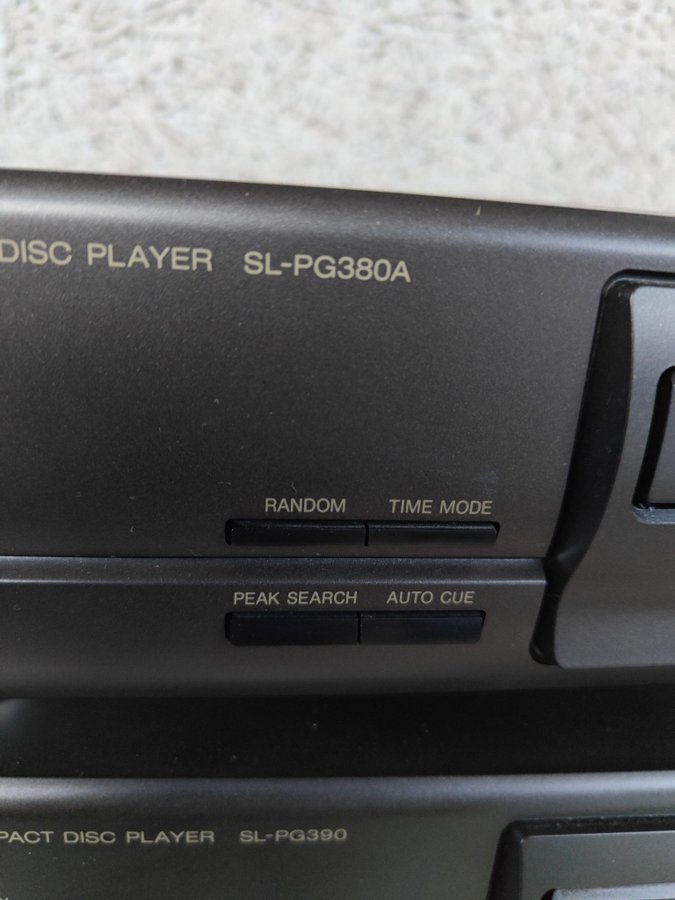 DISC PLAYER SL-PG380A
RANDOM TIME MODE
PEAK SEARCH AUTO CUE
PACT DISC PLAYER SL-PG390